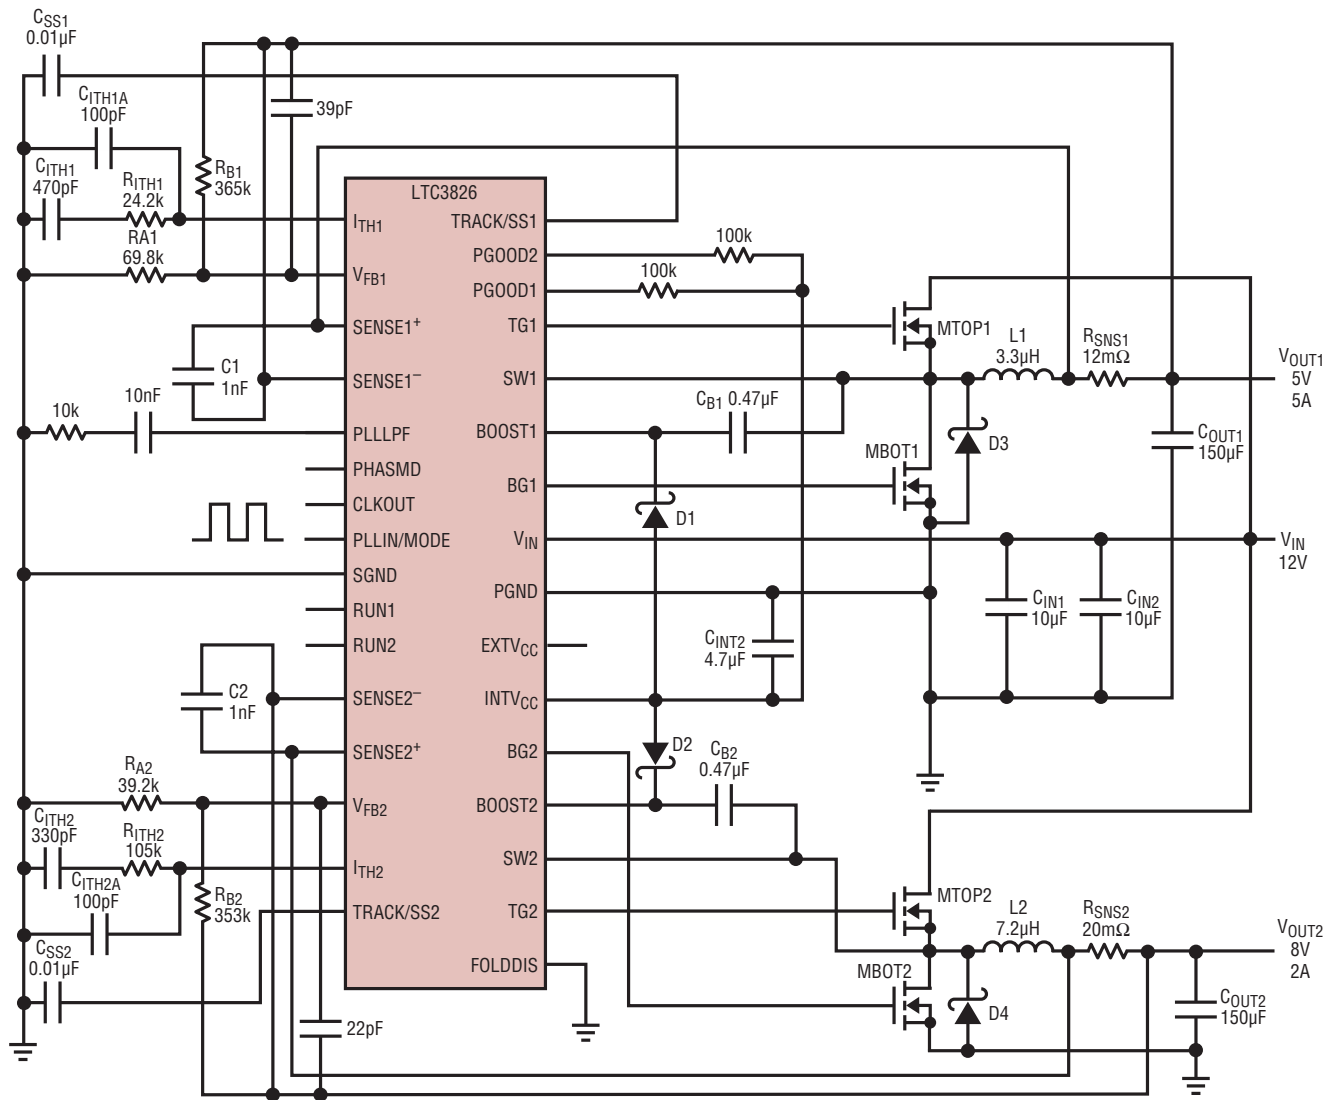 CSS1
0.01µF
CITH1A
100pF
39pF
CITH1
470pF
RITH1
24.2k
RB1
365k
RA1
69.8k
LTC3826
ITH1
VFB1
SENSE1+
SENSE1–
PLLLPF
PHASMD
CLKOUT
PLLIN/MODE
SGND
RUN1
RUN2
SENSE2–
SENSE2+
VFB2
ITH2
TRACK/SS2
TRACK/SS1
PGOOD2
PGOOD1
TG1
SW1
BOOST1
BG1
VIN
PGND
EXTVCC
INTVCC
BG2
BOOST2
SW2
TG2
FOLDDIS
C1
1nF
10k
10nF
C2
1nF
RA2
39.2k
CITH2
330pF
RITH2
105k
CITH2A
100pF
RB2
353k
CSS2
0.01µF
22pF
100k
100k
MTOP1
L1
3.3µH
RSNS1
12mΩ
VOUT1
5V
5A
CB1 0.47µF
MBOT1
D3
COUT1
150µF
D1
VIN
12V
CIN1
10µF
CIN2
10µF
CINT2
4.7µF
D2
CB2
0.47µF
MTOP2
L2
7.2µH
RSNS2
20mΩ
VOUT2
8V
2A
MBOT2
D4
COUT2
150µF